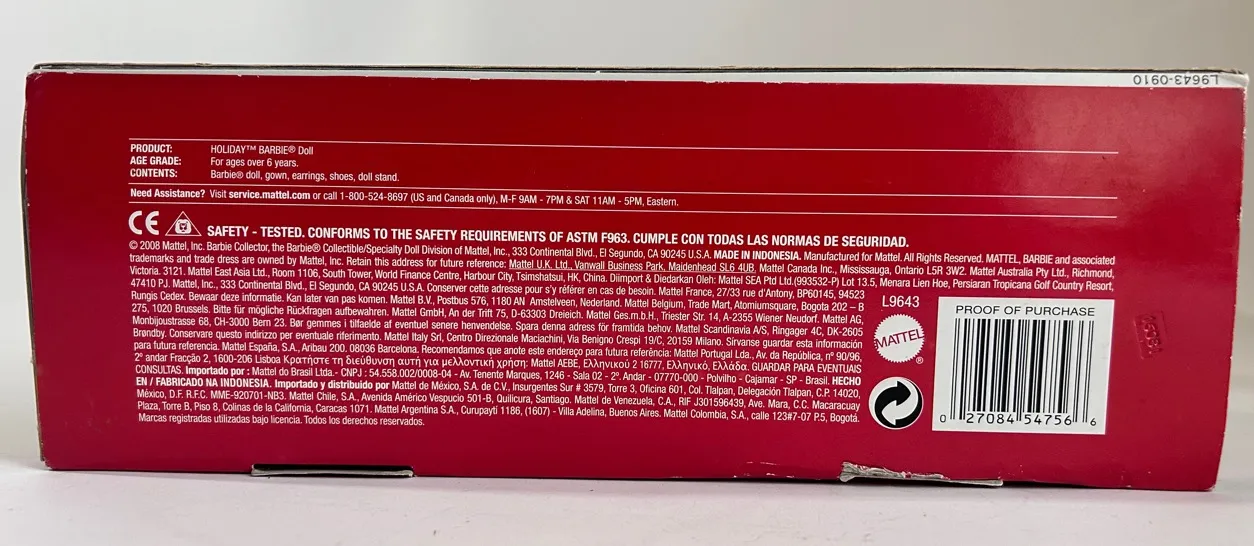 L9643-0910
PRODUCT: HOLIDAY™ BARBIE® Doll
AGE GRADE: For ages over 6 years.
CONTENTS: Barbie® doll, gown, earrings, shoes, doll stand.
Need Assistance? Visit service.mattel.com or call 1-800-524-8697 (US and Canada only), M-F 9AM - 7PM & SAT 11AM - 5PM, Eastern.
CE SAFETY - TESTED. CONFORMS TO THE SAFETY REQUIREMENTS OF ASTM F963. CUMPLE CON TODAS LAS NORMAS DE SEGURIDAD.
© 2008 Mattel, Inc. Barbie Collector, the Barbie® Collectible/Specialty Doll Division of Mattel, Inc., 333 Continental Blvd., El Segundo, CA 90245 U.S.A. MADE IN INDONESIA. Manufactured for Mattel. All Rights Reserved. MATTEL, BARBIE and associated
trademarks and trade dress are owned by Mattel, Inc. Retain this address for future reference: Mattel U.K. Ltd., Vanwall Business Park, Maidenhead SL6 4UB. Mattel Canada Inc., Mississauga, Ontario L5R 3W2. Mattel Australia Pty Ltd., Richmond,
Victoria. 3121. Mattel East Asia Ltd., Room 1106, South Tower, World Finance Centre, Harbour City, Tsimshatsui, HK, China. Diimport & Diedarkan Oleh: Mattel SEA Ptd Ltd.(993532-P) Lot 13.5, Menara Lien Hoe, Persiaran Tropicana Golf Country Resort,
47410 PJ. Mattel, Inc., 333 Continental Blvd., El Segundo, CA 90245 U.S.A. Conserver cette adresse pour s'y référer en cas de besoin. Mattel France, 27/33 rue d'Antony, BP60145, 94523
Rungis Cedex. Bewaar deze informatie. Kan later van pas komen. Mattel B.V., Postbus 576, 1180 AN Amstelveen, Nederland. Mattel Belgium, Trade Mart, Atomiumsquare, Bogota 202 – B
275, 1020 Brussels. Bitte für mögliche Rückfragen aufbewahren. Mattel GmbH, An der Trift 75, D-63303 Dreieich. Mattel Ges.m.b.H., Triester Str. 14, A-2355 Wiener Neudorf. Mattel AG,
Monbijoustrasse 68, CH-3000 Bern 23. Bør gemmes i tilfælde af eventuel senere henvendelse. Spara denna adress för framtida behov. Mattel Scandinavia A/S, Ringager 4C, DK-2605
Brøndby. Conservare questo indirizzo per eventuale riferimento. Mattel Italy Srl, Centro Direzionale Maciachini, Via Benigno Crespi 19/C, 20159 Milano. Sírvanse guardar esta información
para futura referencia. Mattel España, S.A., Aribau 200. 08036 Barcelona. Recomendamos que anote este endereço para futura referência: Mattel Portugal Lda., Av. da República, nº 90/96,
2º andar Fracção 2, 1600-206 Lisboa Κρατήστε τη διεύθυνση αυτή για μελλοντική χρήση: Mattel AEBE, Ελληνικού 2 16777, Ελληνικό, Ελλάδα. GUARDAR PARA EVENTUAIS
CONSULTAS. Importado por : Mattel do Brasil Ltda.- CNPJ : 54.558.002/0008-04 - Av. Tenente Marques, 1246 - Sala 02 - 2º. Andar - 07770-000 - Polvilho - Cajamar - SP - Brasil. HECHO
EN / FABRICADO NA INDONESIA. Importado y distribuido por Mattel de México, S.A. de C.V., Insurgentes Sur # 3579, Torre 3, Oficina 601, Col. Tlalpan, Delegación Tlalpan, C.P. 14020,
México, D.F. R.F.C. MME-920701-NB3. Mattel Chile, S.A., Avenida Américo Vespucio 501-B, Quilicura, Santiago. Mattel de Venezuela, C.A., RIF J301596439, Ave. Mara, C.C. Macaracuay
Plaza, Torre B, Piso 8, Colinas de la California, Caracas 1071. Mattel Argentina S.A., Curupaytí 1186, (1607) - Villa Adelina, Buenos Aires. Mattel Colombia, S.A., calle 123#7-07 P.5, Bogotá.
Marcas registradas utilizadas bajo licencia. Todos los derechos reservados.
L9643
MATTEL®
PROOF OF PURCHASE
0 27084 54756 6